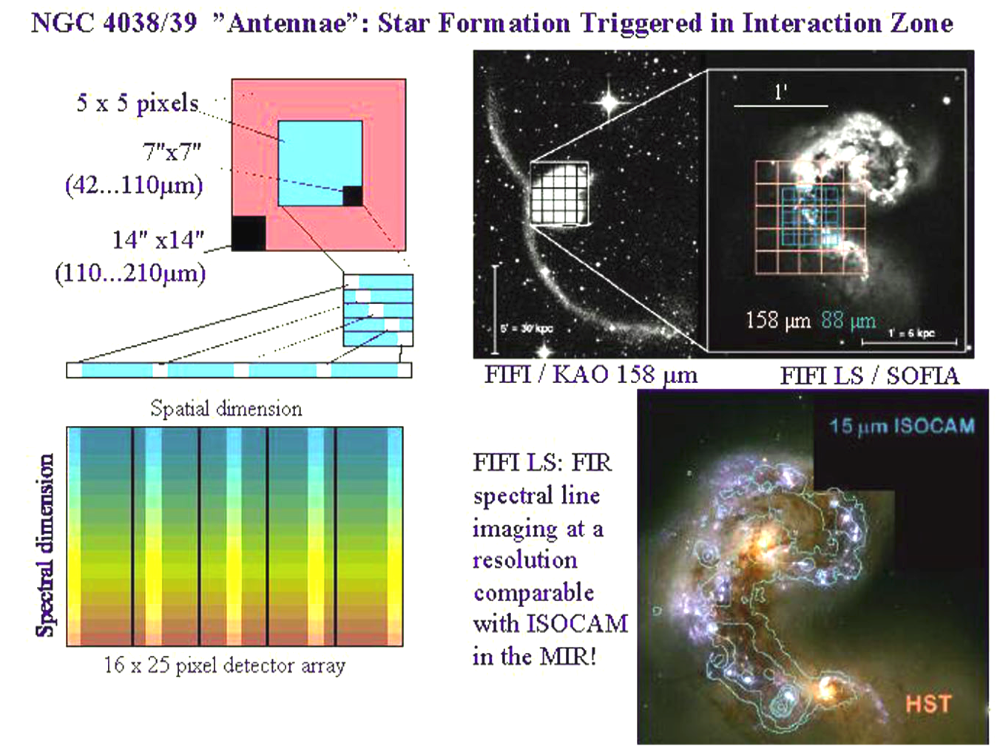 NGC 4038/39 ”Antennae”: Star Formation Triggered in Interaction Zone
5 x 5 pixels
7"x7"
(42...110µm)
14" x14"
(110...210µm)
Spatial dimension
Spectral dimension
16 x 25 pixel detector array
5' = 30 kpc
1'
158 µm 88 µm
1' = 6 kpc
FIFI / KAO 158 µm
FIFI LS / SOFIA
FIFI LS: FIR
spectral line
imaging at a
resolution
comparable
with ISOCAM
in the MIR!
15 µm ISOCAM
HST